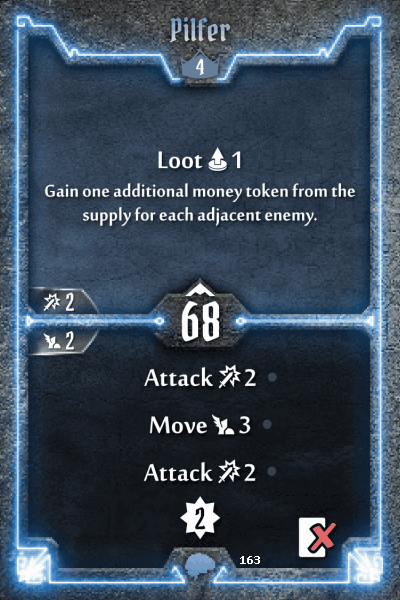 Pilfer
4
Loot 1
Gain one additional money token from the
supply for each adjacent enemy.
2
68
2
Attack 2
Move 3
Attack 2
2
163